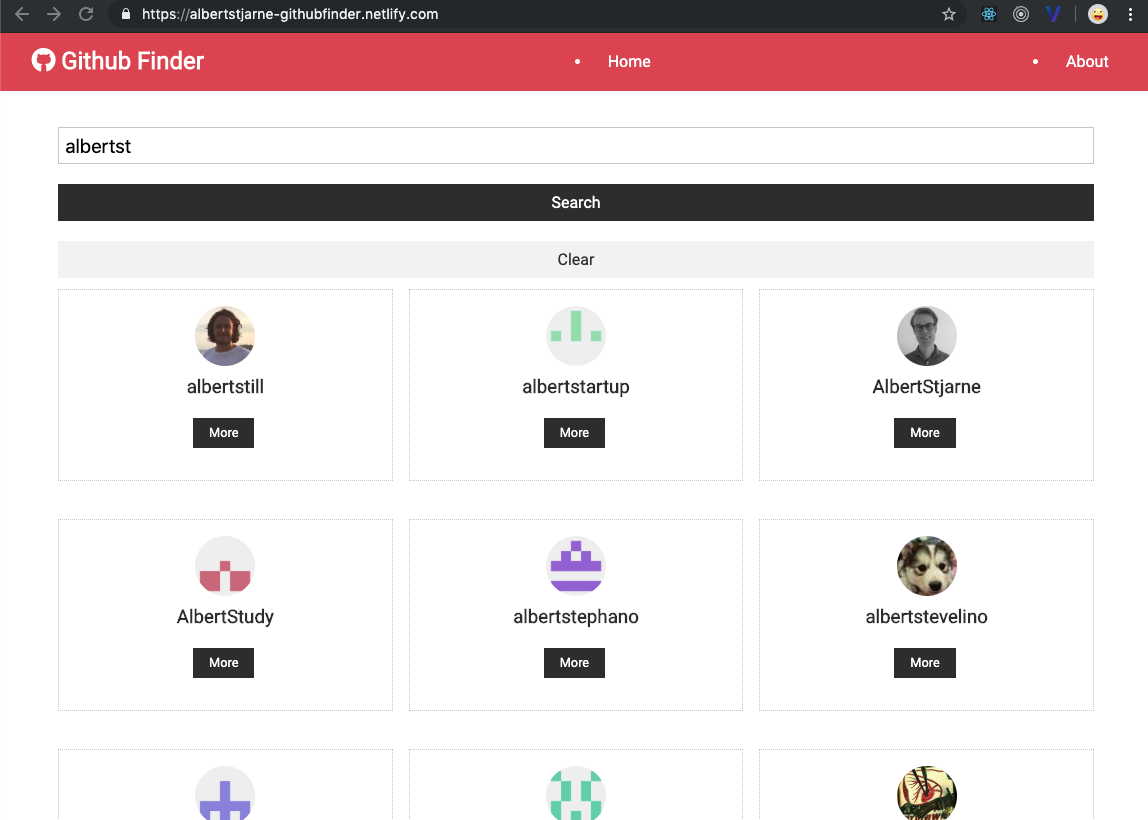 https://albertstjarne-githubfinder.netlify.com
Github Finder • Home • About
albertst
Search
Clear
albertstill albertstartup AlbertStjarne
More More More
AlbertStudy albertstephano albertstevelino
More More More